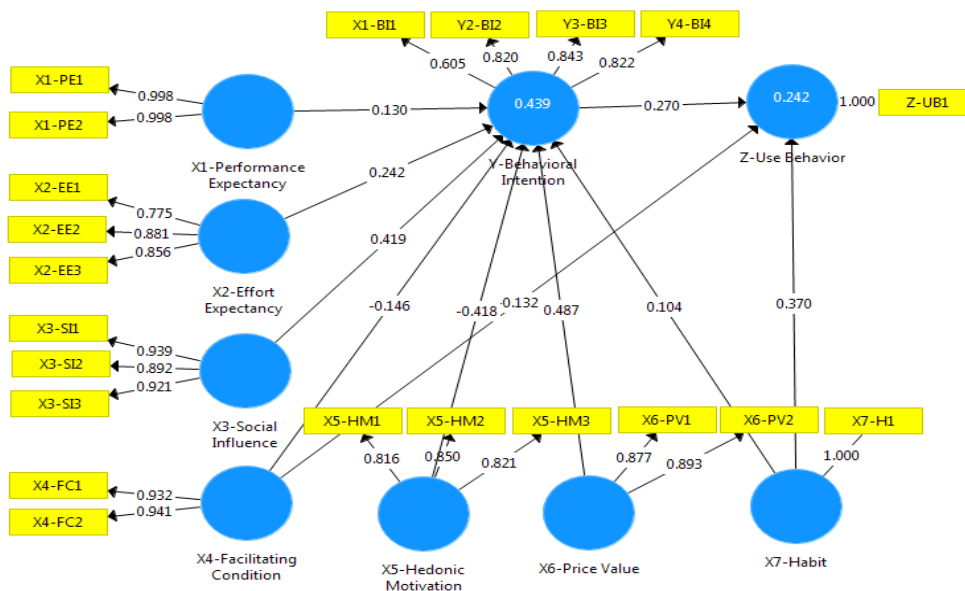 X1-BI1
Y2-BI2
Y3-BI3
Y4-BI4
0.605
0.820
0.843
0.822
X1-PE1
X1-PE2
0.998
0.998
0.130
0.439
0.270
0.242
1.000
Z-UB1
X1-Performance
Expectancy
Y-Behavioral
Intention
Z-Use Behavior
X2-EE1
X2-EE2
X2-EE3
0.775
0.881
0.856
0.242
X2-Effort
Expectancy
0.419
X3-SI1
X3-SI2
X3-SI3
0.939
0.892
0.921
-0.146
-0.418
-0.132
0.487
0.104
0.370
X3-Social
Influence
X5-HM1
X5-HM2
X5-HM3
X6-PV1
X6-PV2
X7-H1
0.816
0.850
0.821
0.877
0.893
1.000
X4-FC1
X4-FC2
0.932
0.941
X4-Facilitating
Condition
X5-Hedonic
Motivation
X6-Price Value
X7-Habit